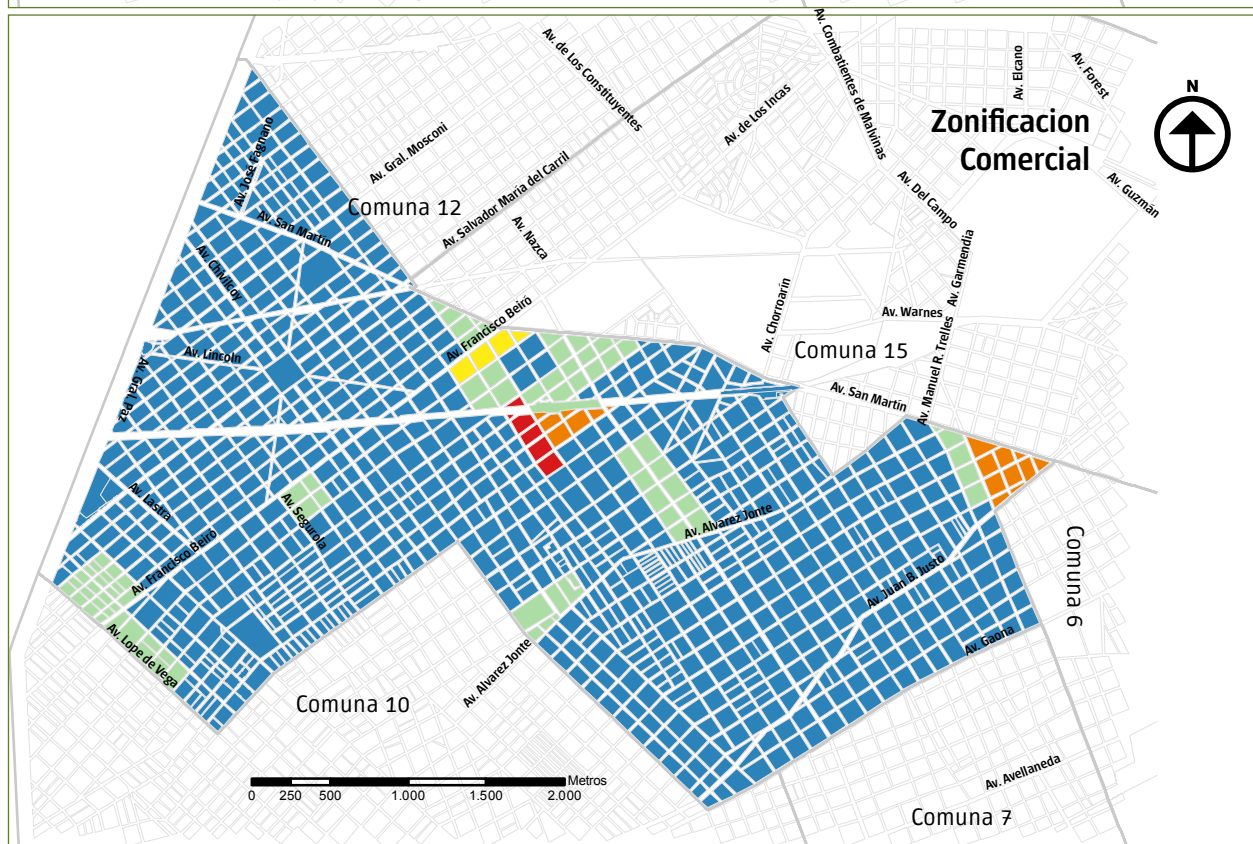 Zonificacion
Comercial
N
Av. Combatientes de Malvinas
Av. Elcano
Av. Forest
Av. de Los Constituyentes
Av. de Los Incas
Av. Gral. Mosconi
Av. Jose Fagnano
Av. Salvador Maria del Carril
Comuna 12
Av. San Martín
Av. Nazca
Av. Chivilcoy
Av. Del Campo
Av. Guzmán
Av. Garmendia
Av. Chorroarín
Av. Warnes
Av. Francisco Beiró
Av. Lincoln
Av. Gral. Paz
Comuna 15
Av. Manuel R. Trelles
Av. San Martín
Av. Lastra
Av. Segurola
Av. Alvarez Jonte
Av. Francisco Beiró
Av. Juan B. Justo
Comuna 6
Av. Lope de Vega
Av. Alvarez Jonte
Av. Gaona
Comuna 10
Av. Avellaneda
Comuna 7
Metros
0 250 500 1.000 1.500 2.000